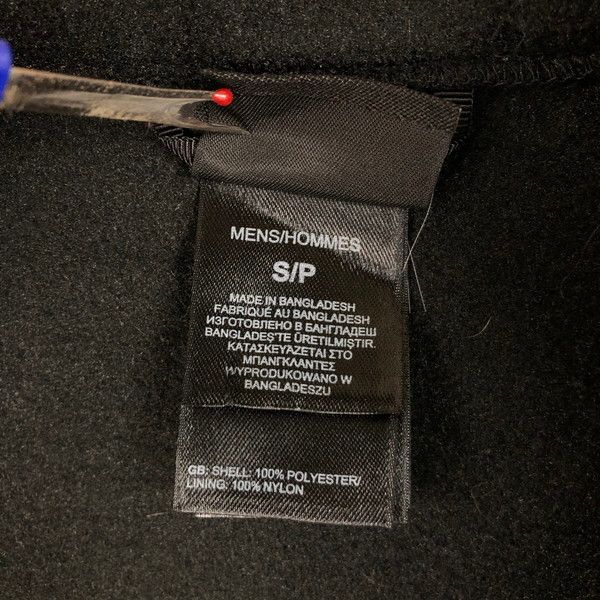 MENS/HOMMES
S/P
MADE IN BANGLADESH
FABRIQUÉ AU BANGLADESH
ИЗГОТОВЛЕНО В БАНГЛАДЕШ
BANGLADEŞ'TE ÜRETILMIŞTIR.
ΚΑΤΑΣΚΕΥΑΖΕΤΑΙ ΣΤΟ
ΜΠΑΝΓΚΛΑΝΤΕΣ
WYPRODUKOWANO W
BANGLADESZU
GB: SHELL: 100% POLYESTER/
LINING: 100% NYLON